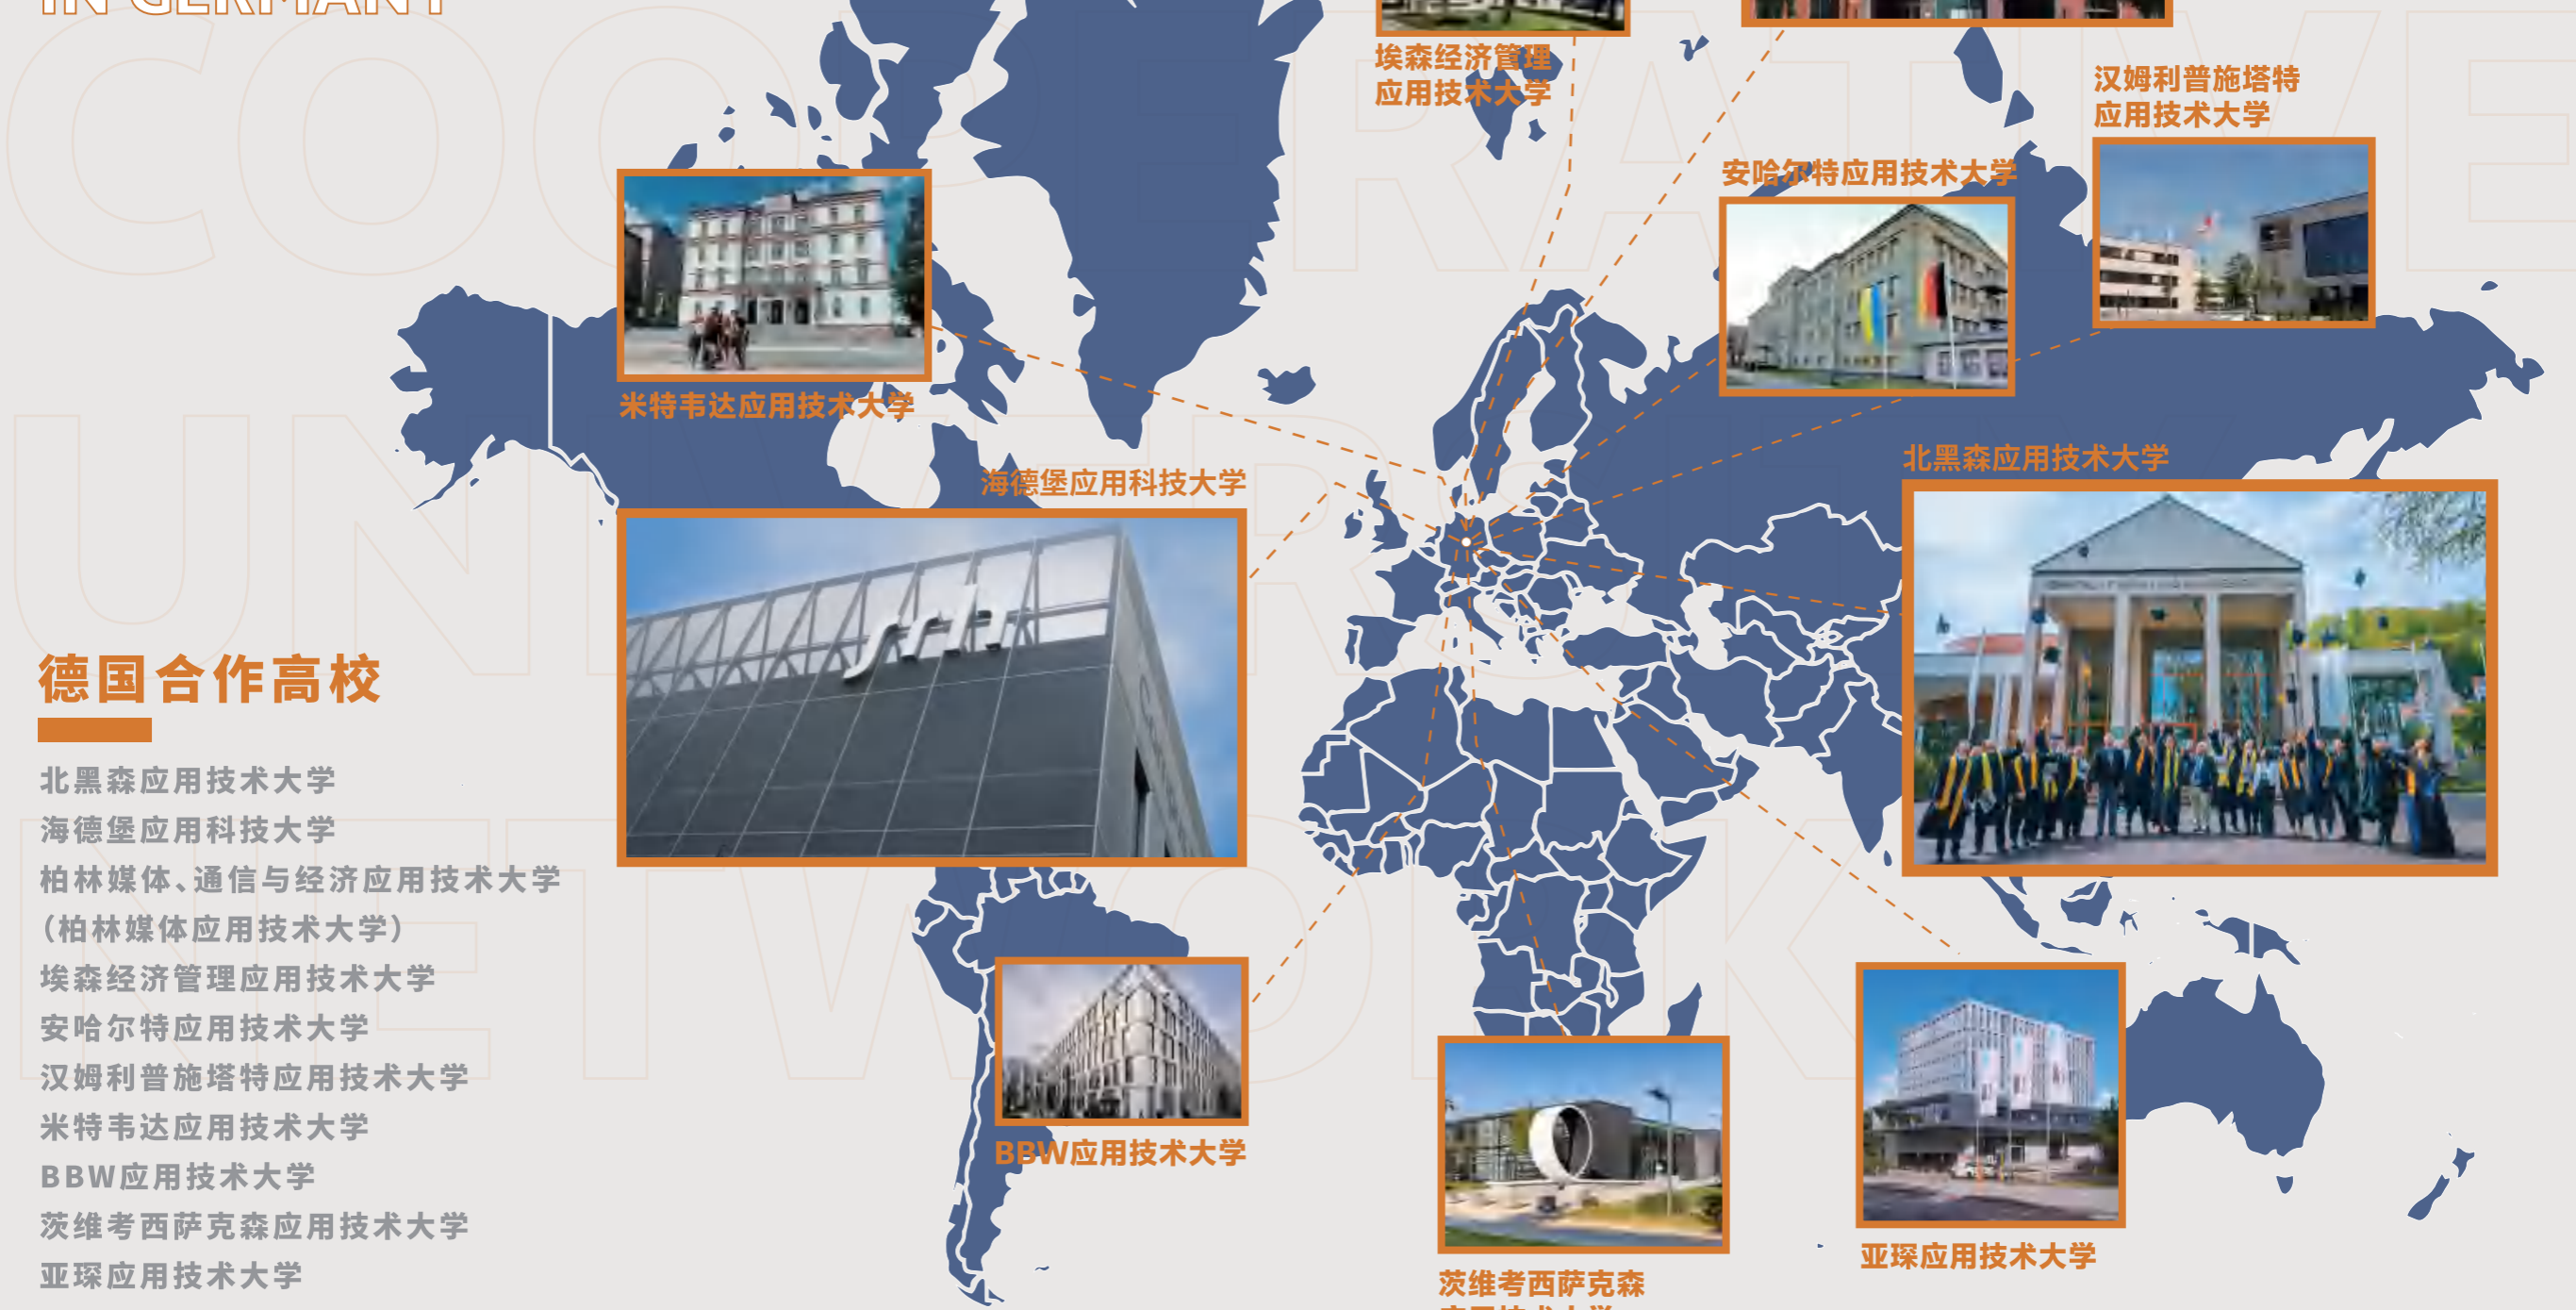 IN GERMANY
COOPERATIVE
UNIVERSITY
NETWORK
埃森经济管理
应用技术大学
汉姆利普施塔特
应用技术大学
安哈尔特应用技术大学
米特韦达应用技术大学
海德堡应用科技大学
北黑森应用技术大学
srh
德国合作高校
北黑森应用技术大学
海德堡应用科技大学
柏林媒体、通信与经济应用技术大学
（柏林媒体应用技术大学）
埃森经济管理应用技术大学
安哈尔特应用技术大学
汉姆利普施塔特应用技术大学
米特韦达应用技术大学
BBW应用技术大学
茨维考西萨克森应用技术大学
亚琛应用技术大学
BBW应用技术大学
茨维考西萨克森
应用技术大学
亚琛应用技术大学